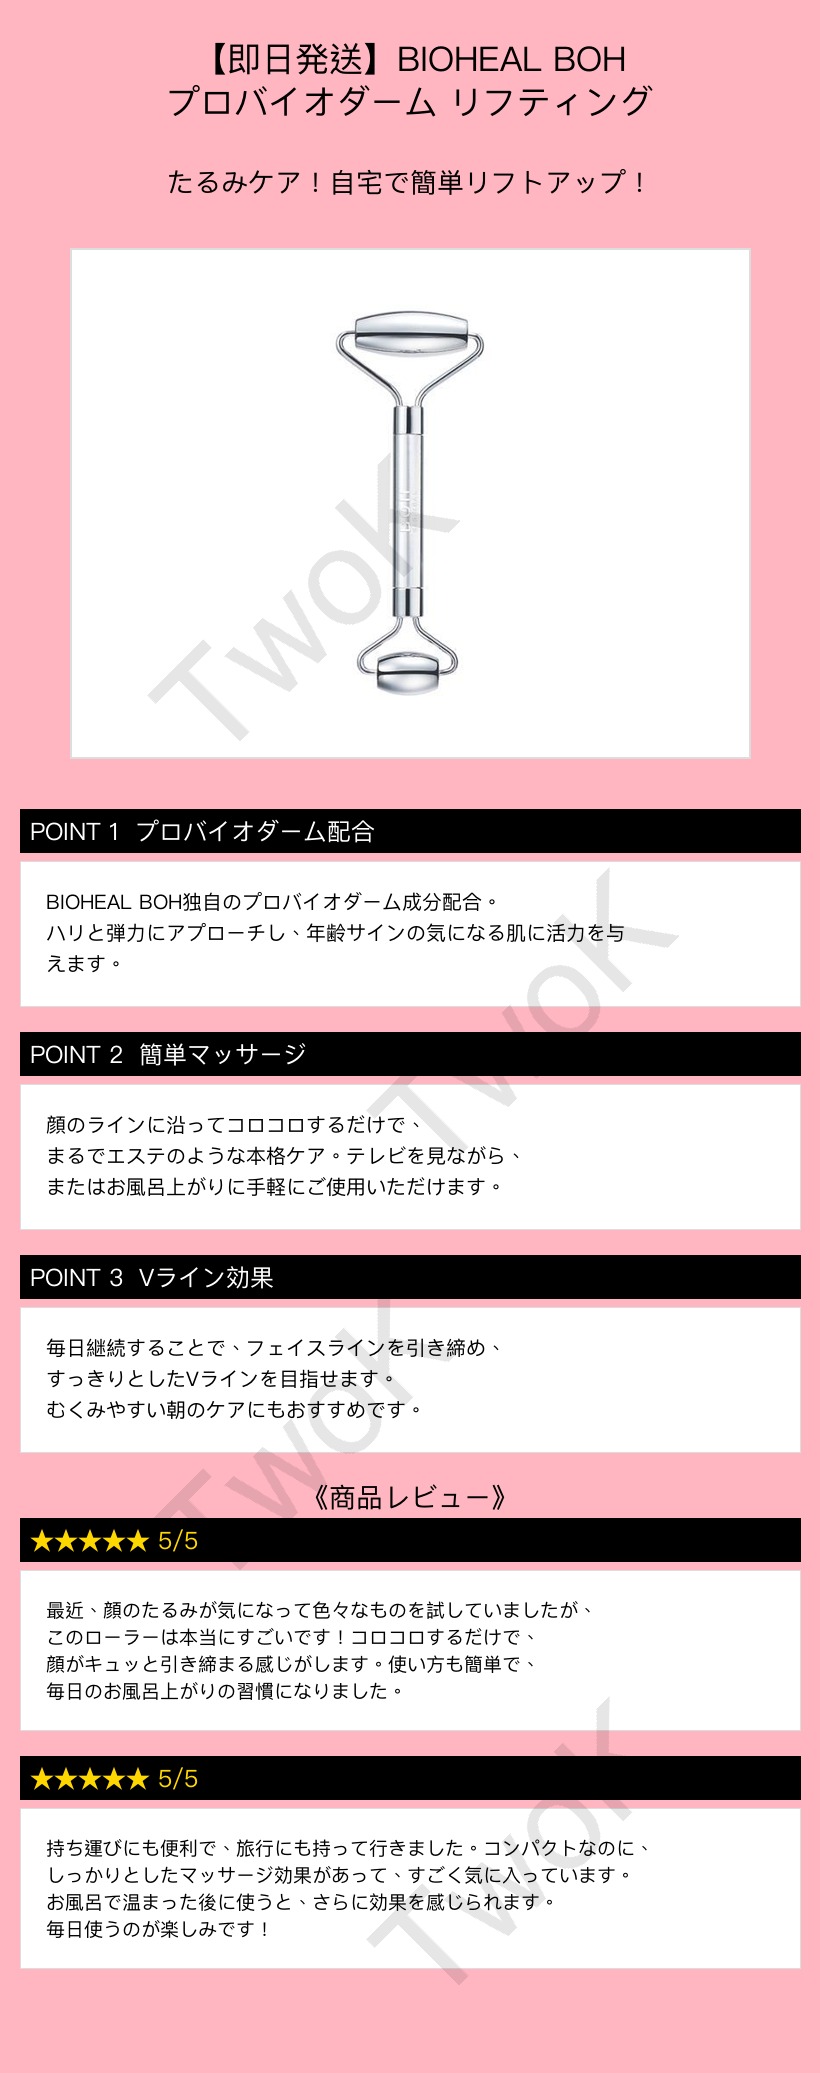 【即日発送】BIOHEAL BOH
プロバイオダーム リフティング
たるみケア！自宅で簡単リフトアップ！
TwoK
POINT 1 プロバイオダーム配合
BIOHEAL BOH独自のプロバイオダーム成分配合。
ハリと弾力にアプローチし、年齢サインの気になる肌に活力を与
えます。
TwoK
POINT 2 簡単マッサージ
顔のラインに沿ってコロコロするだけで、
まるでエステのような本格ケア。テレビを見ながら、
またはお風呂上がりに手軽にご使用いただけます。
POINT 3 Vライン効果
毎日継続することで、フェイスラインを引き締め、
すっきりとしたVラインを目指せます。
むくみやすい朝のケアにもおすすめです。
TwoK
《商品レビュー》
★★★★★ 5/5
最近、顔のたるみが気になって色々なものを試していましたが、
このローラーは本当にすごいです！コロコロするだけで、
顔がキュッと引き締まる感じがします。使い方も簡単で、
毎日のお風呂上がりの習慣になりました。
★★★★★ 5/5
持ち運びにも便利で、旅行にも持って行きました。コンパクトなのに、
しっかりとしたマッサージ効果があって、すごく気に入っています。
お風呂で温まった後に使うと、さらに効果を感じられます。
毎日使うのが楽しみです！
TwoK